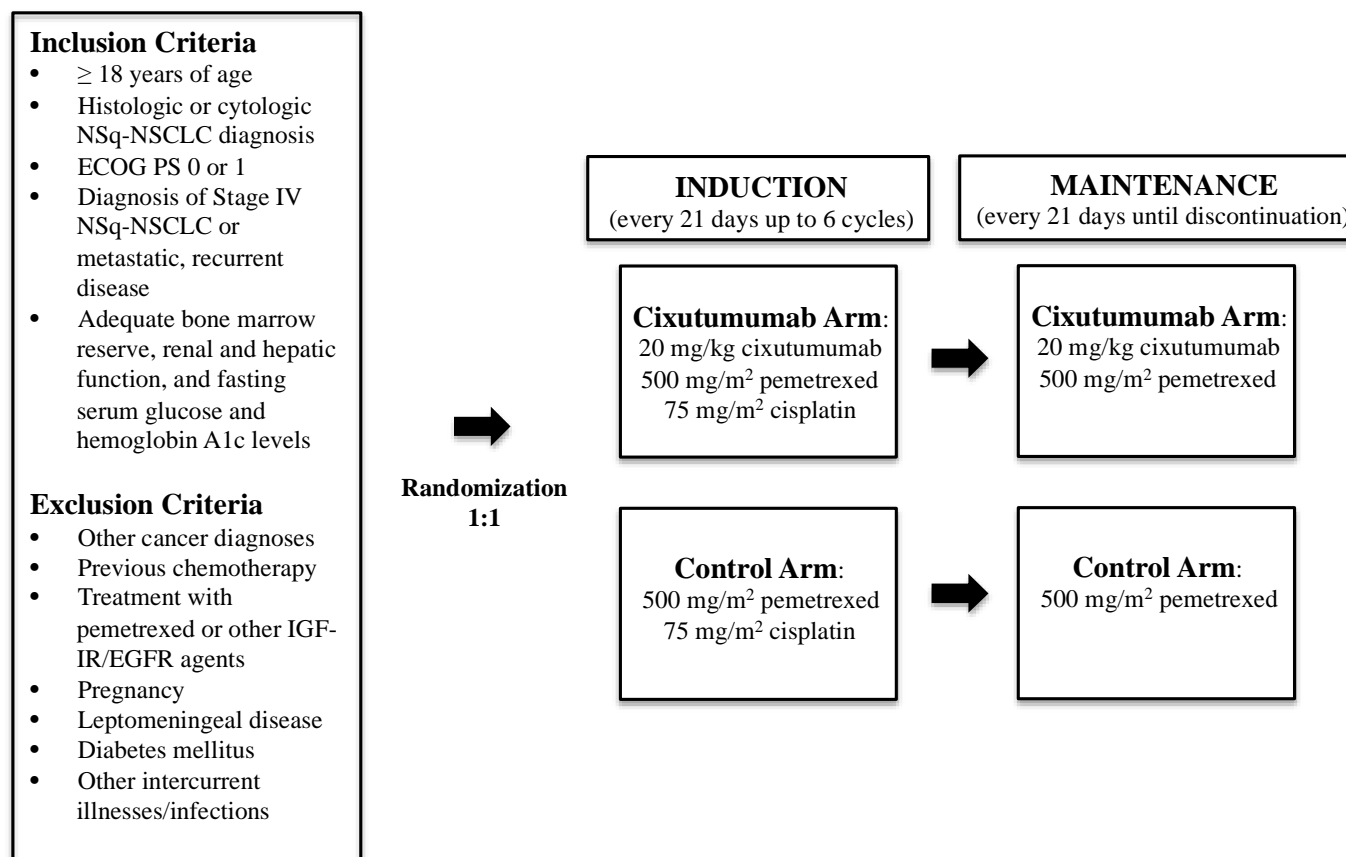 Inclusion Criteria
• ≥ 18 years of age
• Histologic or cytologic
NSq-NSCLC diagnosis
• ECOG PS 0 or 1
• Diagnosis of Stage IV
NSq-NSCLC or
metastatic, recurrent
disease
• Adequate bone marrow
reserve, renal and hepatic
function, and fasting
serum glucose and
hemoglobin A1c levels
Exclusion Criteria
• Other cancer diagnoses
• Previous chemotherapy
• Treatment with
pemetrexed or other IGF-
IR/EGFR agents
• Pregnancy
• Leptomeningeal disease
• Diabetes mellitus
• Other intercurrent
illnesses/infections
Randomization
1:1
INDUCTION
(every 21 days up to 6 cycles)
Cixutumumab Arm:
20 mg/kg cixutumumab
500 mg/m² pemetrexed
75 mg/m² cisplatin
Control Arm:
500 mg/m² pemetrexed
75 mg/m² cisplatin
MAINTENANCE
(every 21 days until discontinuation)
Cixutumumab Arm:
20 mg/kg cixutumumab
500 mg/m² pemetrexed
Control Arm:
500 mg/m² pemetrexed